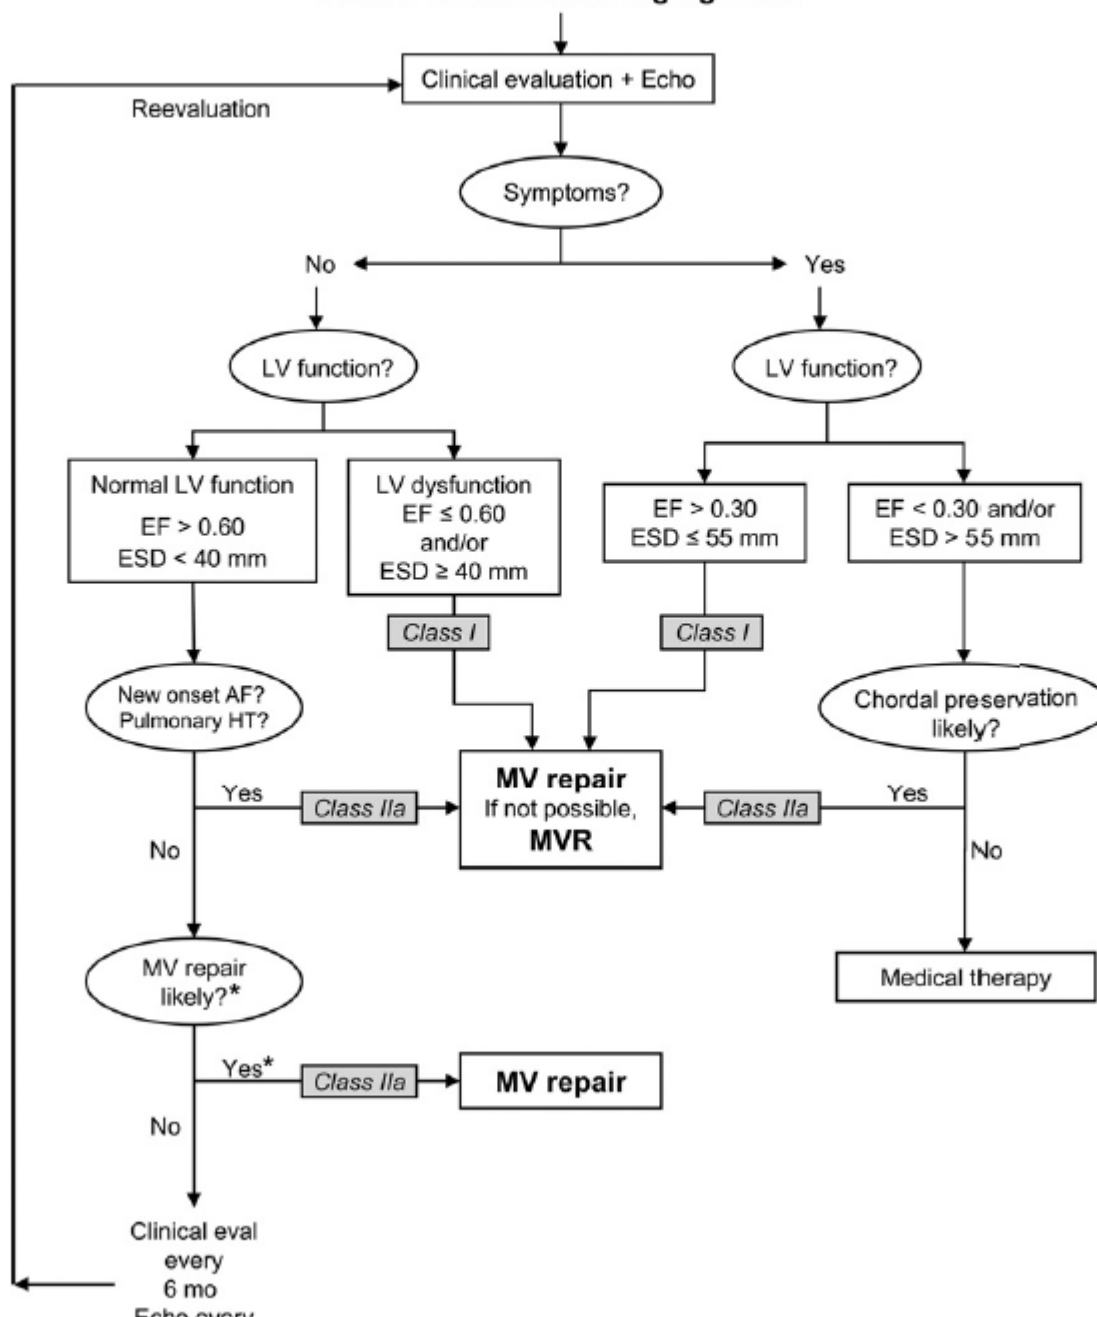 Clinical evaluation + Echo
Reevaluation
Symptoms?
No
Yes
LV function?
LV function?
Normal LV function
EF > 0.60
ESD < 40 mm
LV dysfunction
EF ≤ 0.60
and/or
ESD ≥ 40 mm
EF > 0.30
ESD ≤ 55 mm
EF < 0.30 and/or
ESD > 55 mm
Class I
Class I
New onset AF?
Pulmonary HT?
Chordal preservation
likely?
MV repair
If not possible,
MVR
Yes
Class IIa
Class IIa
Yes
No
No
MV repair
likely?*
Medical therapy
Yes*
Class IIa
MV repair
No
Clinical eval
every
6 mo
Echo every